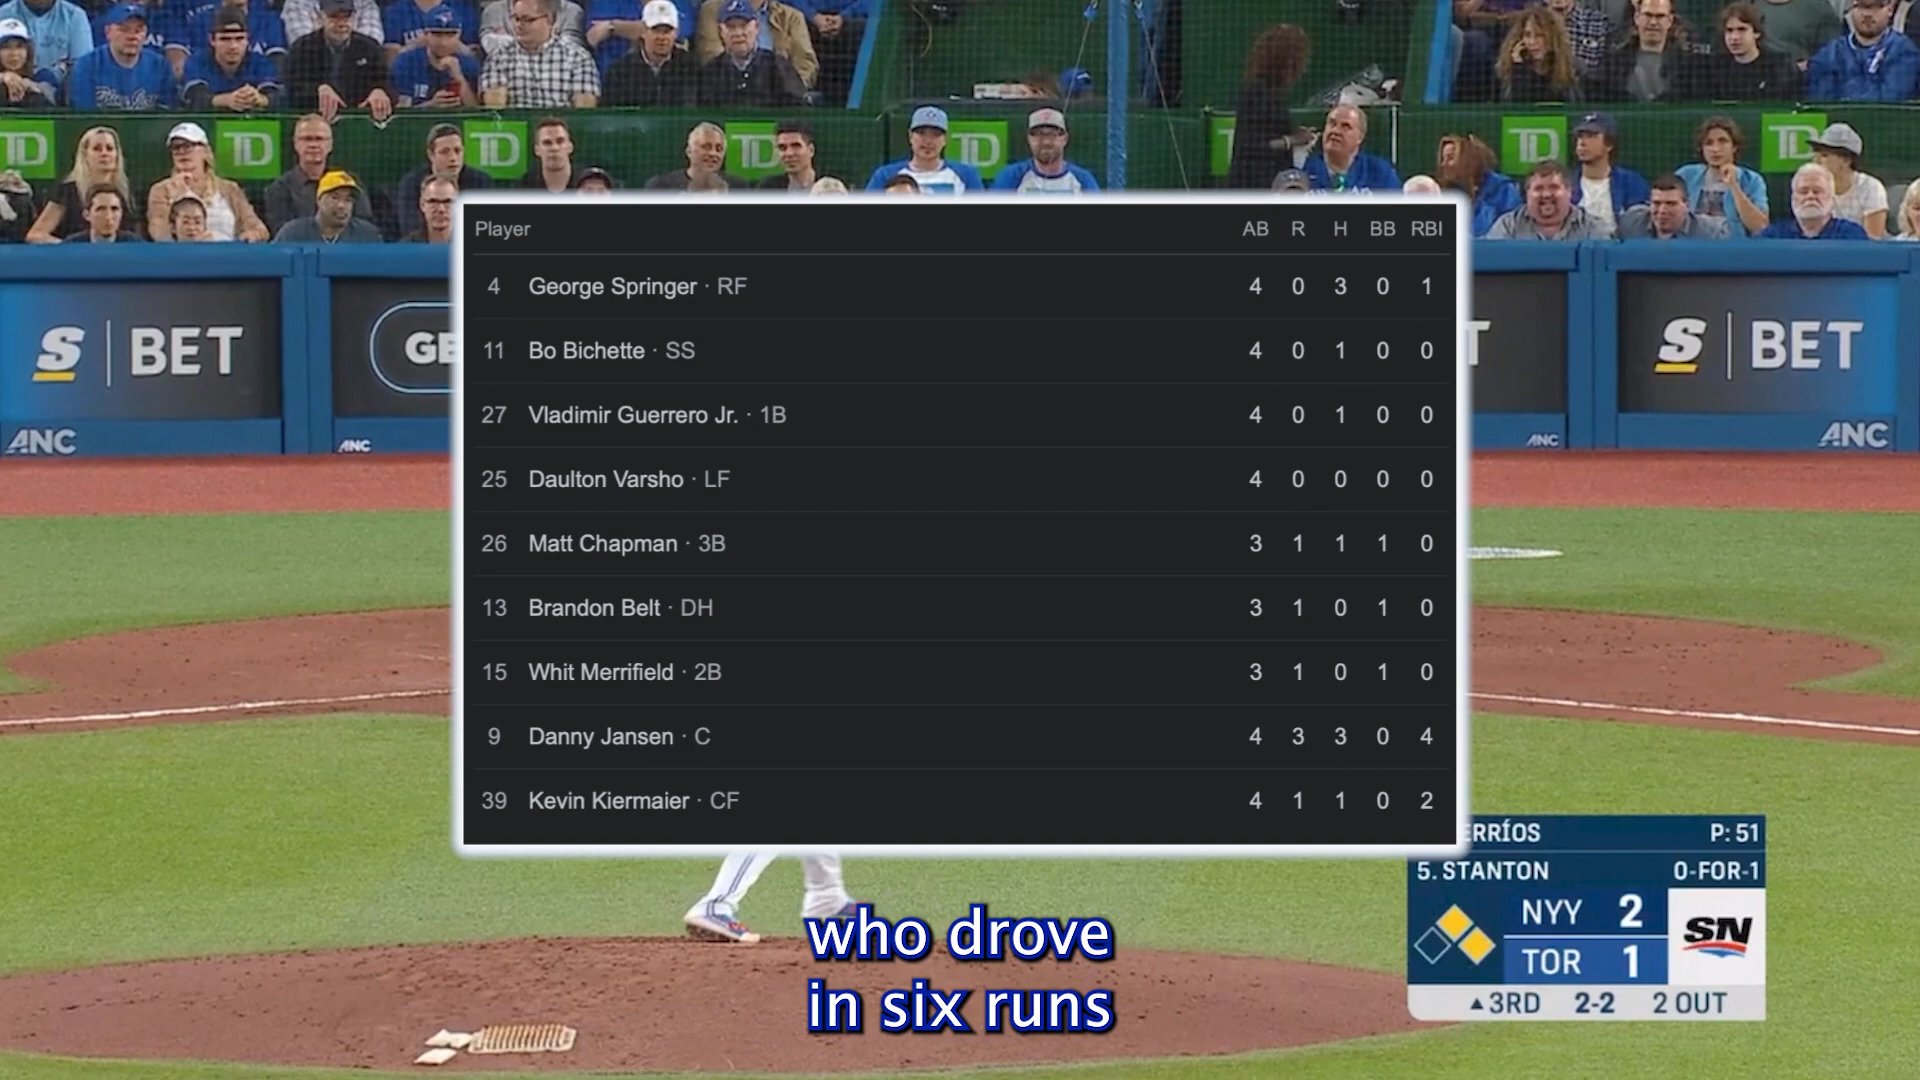 TD TD TD TD TD TD TD
S BET
GE
S BET
ANC
ANC
ANC
ANC
Player AB R H BB RBI
4 George Springer · RF 4 0 3 0 1
11 Bo Bichette · SS 4 0 1 0 0
27 Vladimir Guerrero Jr. · 1B 4 0 1 0 0
25 Daulton Varsho · LF 4 0 0 0 0
26 Matt Chapman · 3B 3 1 1 1 0
13 Brandon Belt · DH 3 1 0 1 0
15 Whit Merrifield · 2B 3 1 0 1 0
9 Danny Jansen · C 4 3 3 0 4
39 Kevin Kiermaier · CF 4 1 1 0 2
ERRÍOS P: 51
5. STANTON 0-FOR-1
NYY 2
TOR 1
SN
▲3RD 2-2 2 OUT
who drove
in six runs